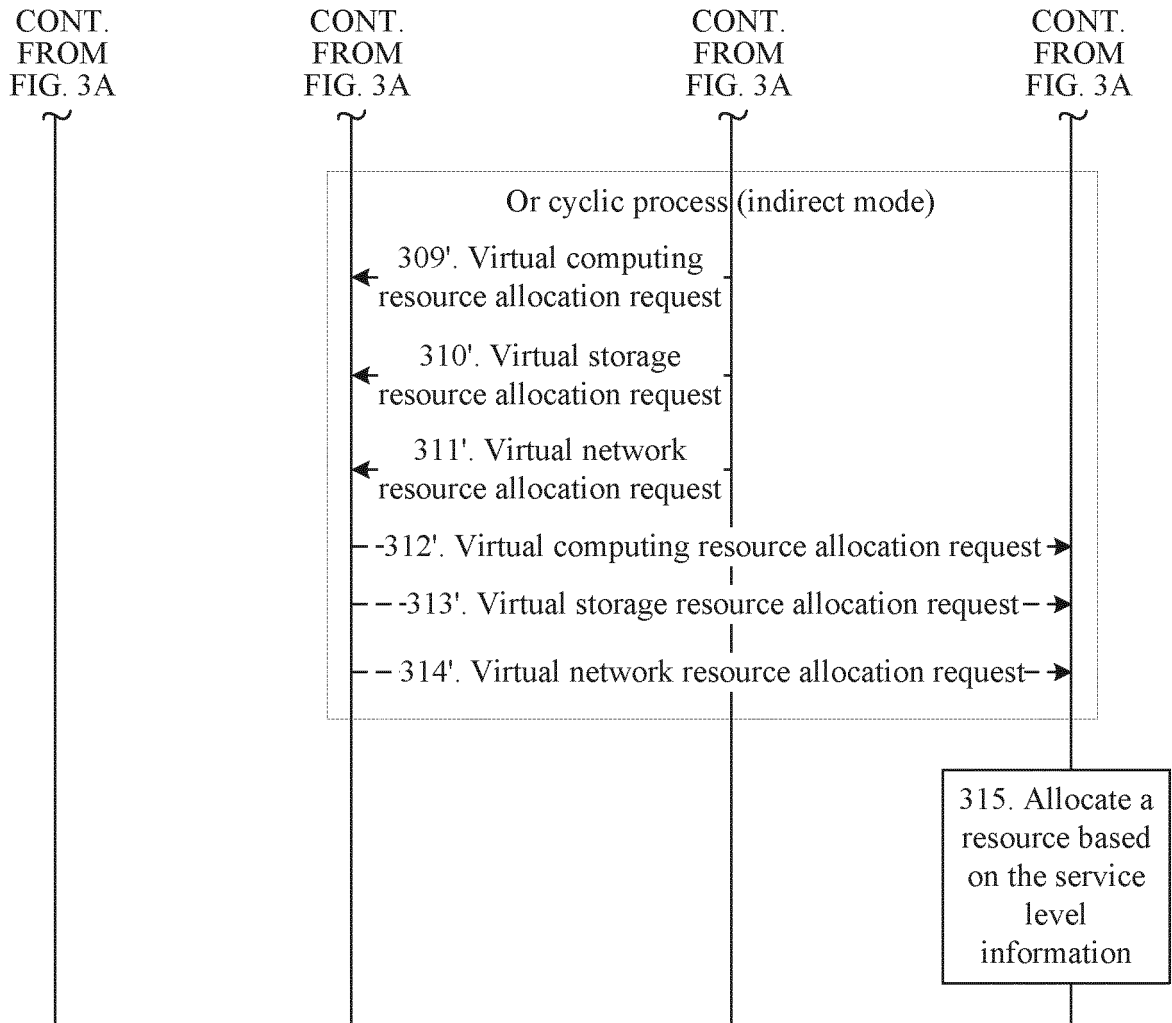 CONT.
FROM
FIG. 3A
CONT.
FROM
FIG. 3A
CONT.
FROM
FIG. 3A
CONT.
FROM
FIG. 3A
Or cyclic process (indirect mode)
309'. Virtual computing
resource allocation request
310'. Virtual storage
resource allocation request
311'. Virtual network
resource allocation request
312'. Virtual computing resource allocation request
313'. Virtual storage resource allocation request
314'. Virtual network resource allocation request
315. Allocate a
resource based
on the service
level
information